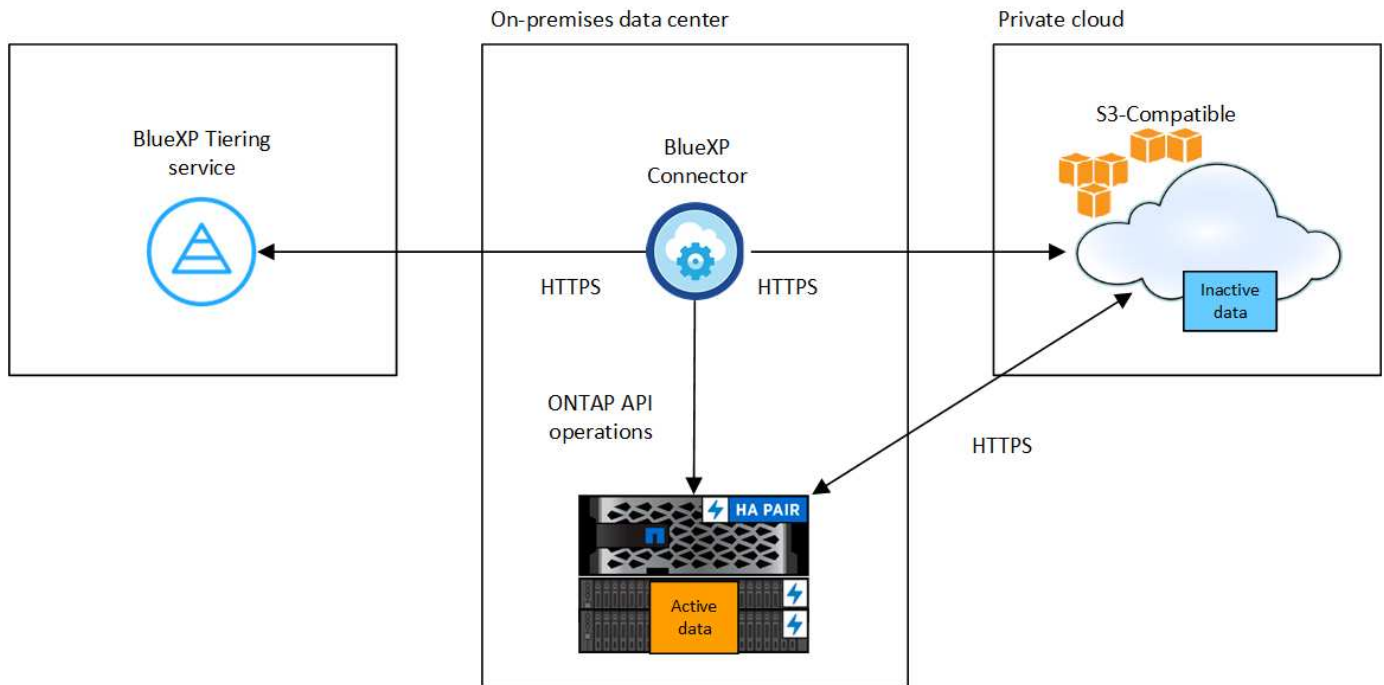 On-premises data center
Private cloud
BlueXP Tiering
service
BlueXP
Connector
S3-Compatible
HTTPS
HTTPS
Inactive
data
ONTAP API
operations
HTTPS
HA PAIR
Active
data